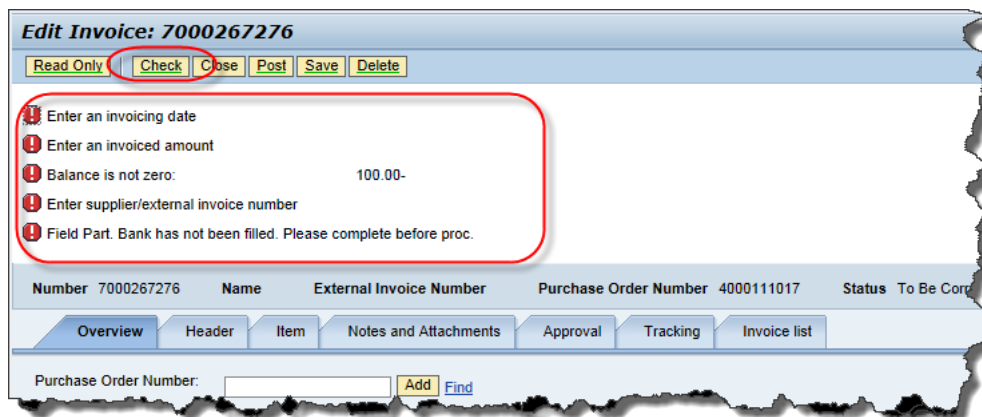 Edit Invoice: 7000267276
Read Only Check Close Post Save Delete
Enter an invoicing date
Enter an invoiced amount
Balance is not zero: 100.00-
Enter supplier/external invoice number
Field Part. Bank has not been filled. Please complete before proc.
Number 7000267276 Name External Invoice Number Purchase Order Number 4000111017 Status To Be
Overview Header Item Notes and Attachments Approval Tracking Invoice list
Purchase Order Number: Add Find